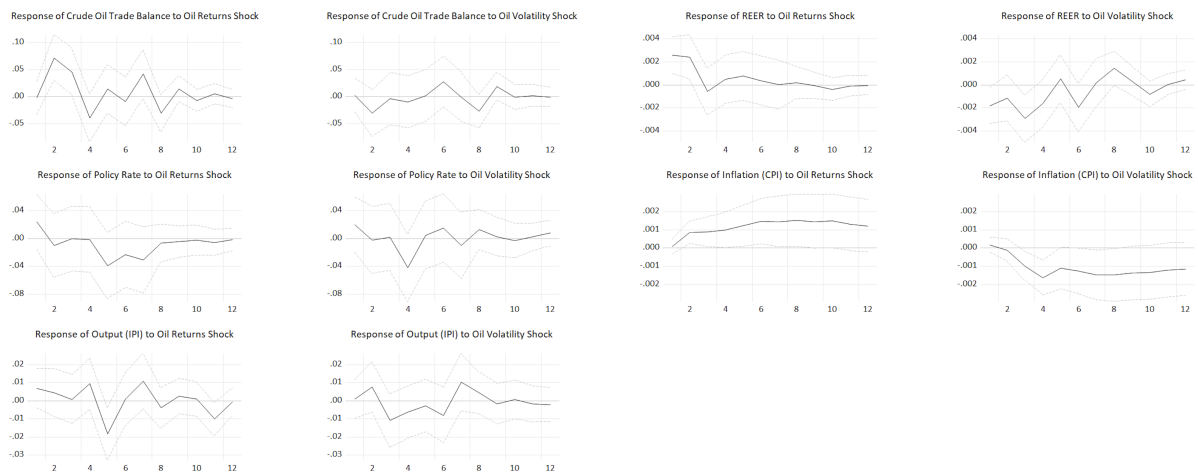 Response of Crude Oil Trade Balance to Oil Returns Shock
.10
.05
.00
-.05
2 4 6 8 10 12
Response of Crude Oil Trade Balance to Oil Volatility Shock
.10
.05
.00
-.05
2 4 6 8 10 12
Response of REER to Oil Returns Shock
.004
.002
.000
-.002
-.004
2 4 6 8 10 12
Response of REER to Oil Volatility Shock
.004
.002
.000
-.002
-.004
2 4 6 8 10 12
Response of Policy Rate to Oil Returns Shock
.04
.00
-.04
-.08
2 4 6 8 10 12
Response of Policy Rate to Oil Volatility Shock
.04
.00
-.04
-.08
2 4 6 8 10 12
Response of Inflation (CPI) to Oil Returns Shock
.002
.001
.000
-.001
-.002
2 4 6 8 10 12
Response of Inflation (CPI) to Oil Volatility Shock
.002
.001
.000
-.001
-.002
2 4 6 8 10 12
Response of Output (IPI) to Oil Returns Shock
.02
.01
.00
-.01
-.02
-.03
2 4 6 8 10 12
Response of Output (IPI) to Oil Volatility Shock
.02
.01
.00
-.01
-.02
-.03
2 4 6 8 10 12